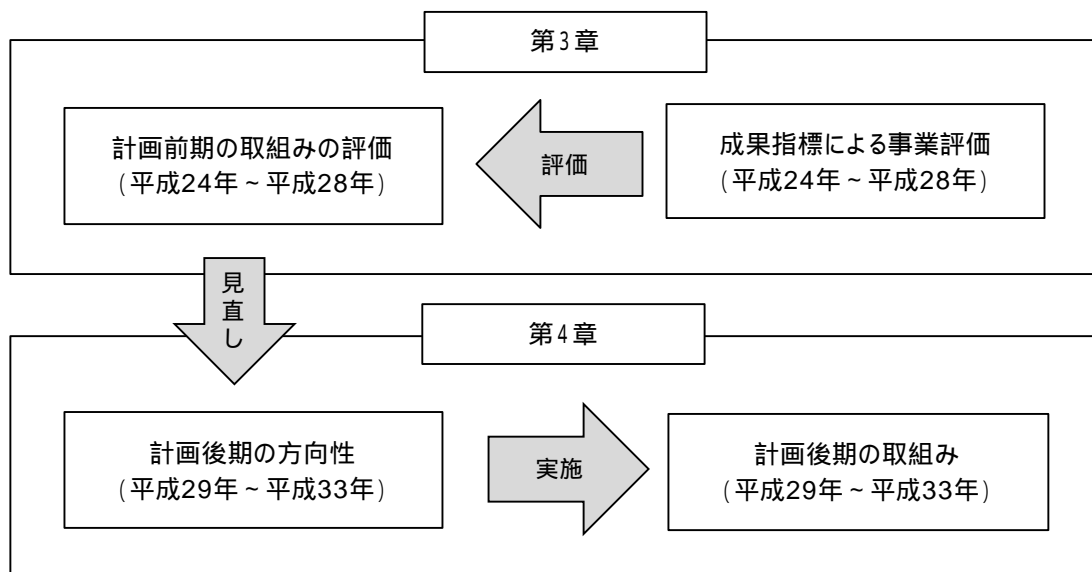 第3章
計画前期の取組みの評価
(平成24年~平成28年)
評価
成果指標による事業評価
(平成24年~平成28年)
見直し
第4章
計画後期の方向性
(平成29年~平成33年)
実施
計画後期の取組み
(平成29年~平成33年)